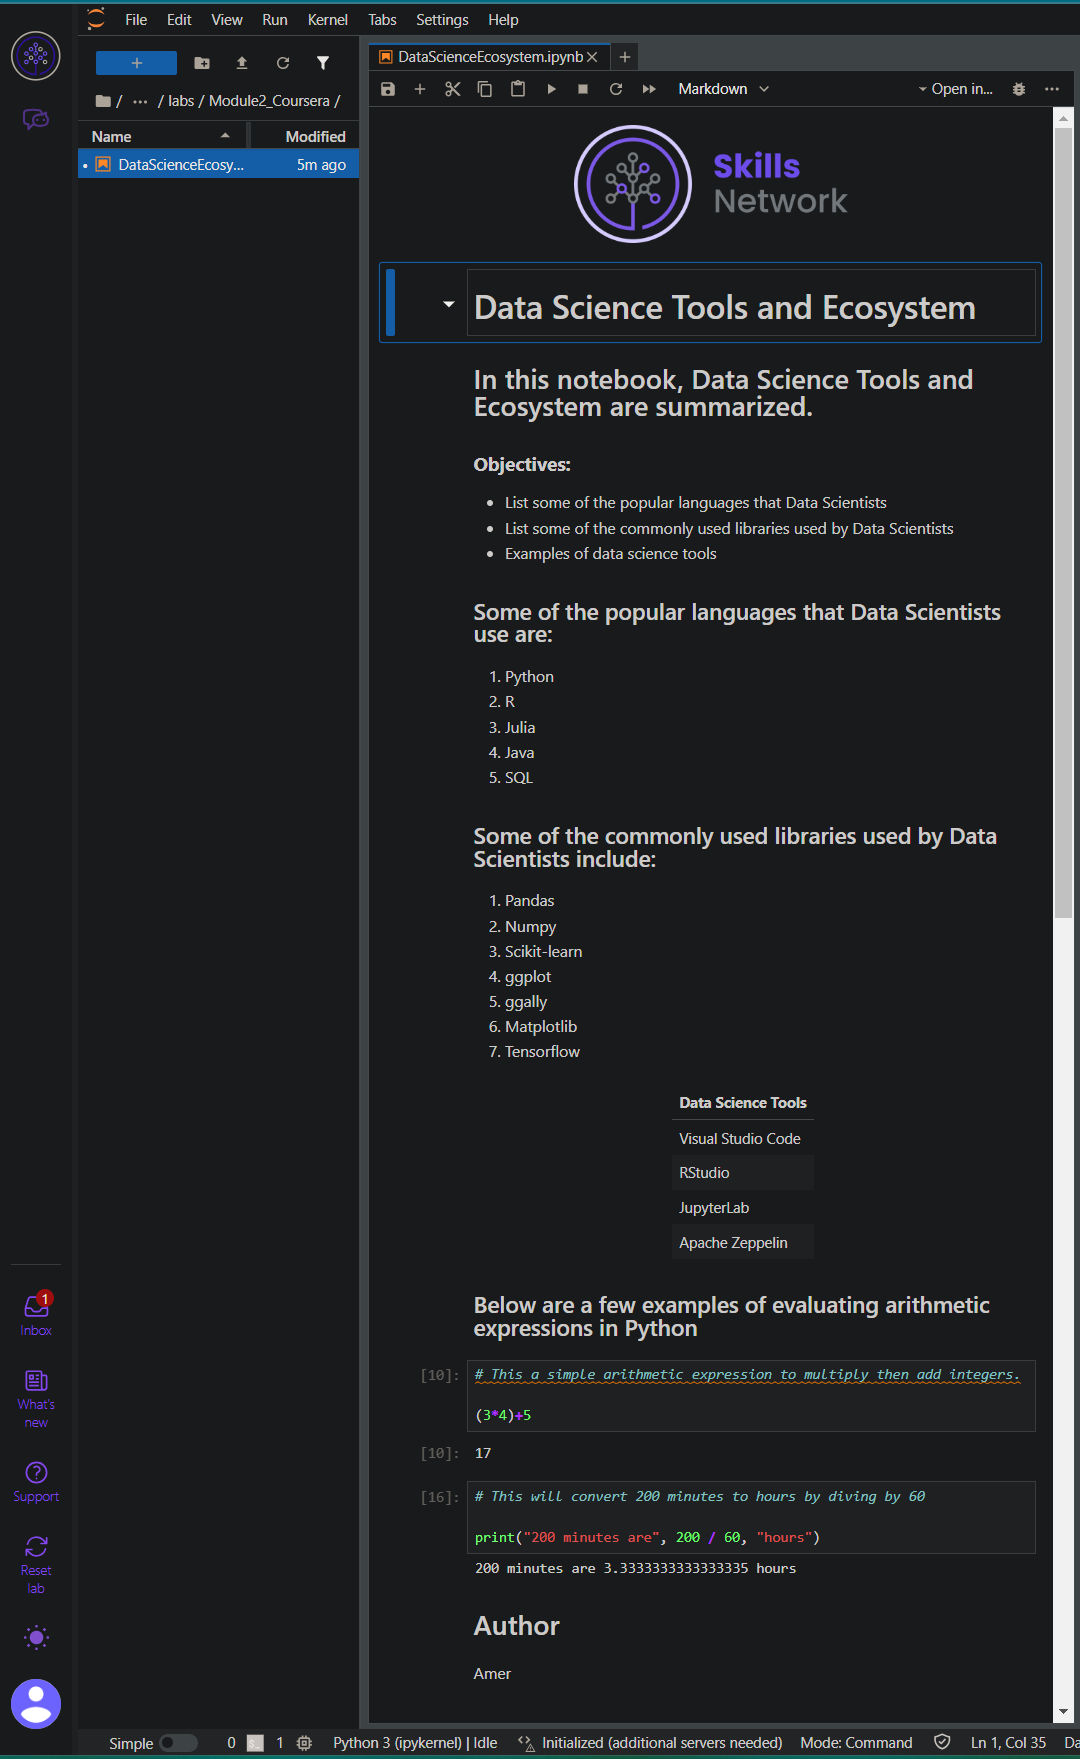 File Edit View Run Kernel Tabs Settings Help
DataScienceEcosystem.ipynb
Markdown
Open in...
/ ... / labs / Module2_Coursera /
Name Modified
DataScienceEcosy... 5m ago
Skills
Network
Data Science Tools and Ecosystem
In this notebook, Data Science Tools and
Ecosystem are summarized.
Objectives:
• List some of the popular languages that Data Scientists
• List some of the commonly used libraries used by Data Scientists
• Examples of data science tools
Some of the popular languages that Data Scientists
use are:
1. Python
2. R
3. Julia
4. Java
5. SQL
Some of the commonly used libraries used by Data
Scientists include:
1. Pandas
2. Numpy
3. Scikit-learn
4. ggplot
5. ggally
6. Matplotlib
7. Tensorflow
Data Science Tools
Visual Studio Code
RStudio
JupyterLab
Apache Zeppelin
Below are a few examples of evaluating arithmetic
expressions in Python
[10]: # This a simple arithmetic expression to multiply then add integers.
(3*4)+5
[10]: 17
[16]: # This will convert 200 minutes to hours by diving by 60
print("200 minutes are", 200 / 60, "hours")
200 minutes are 3.3333333333333335 hours
Author
Amer
1
Inbox
What's
new
Support
Reset
lab
Simple 0 1 Python 3 (ipykernel) | Idle Initialized (additional servers needed) Mode: Command Ln 1, Col 35 Da